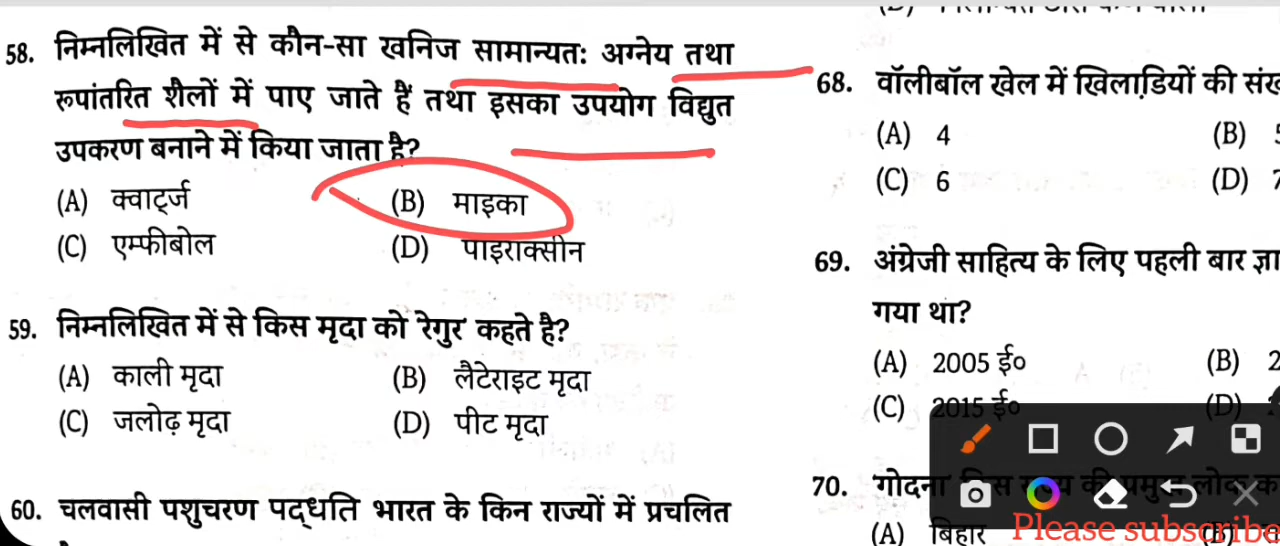 58. निम्नलिखित में से कौन-सा खनिज सामान्यतः अग्नेय तथा
रूपांतरित शैलों में पाए जाते हैं तथा इसका उपयोग विद्युत
उपकरण बनाने में किया जाता है?
(A) क्वार्ट्ज (B) माइका
(C) एम्फीबोल (D) पाइराक्सीन
59. निम्नलिखित में से किस मृदा को रेगुर कहते है?
(A) काली मृदा (B) लैटेराइट मृदा
(C) जलोढ़ मृदा (D) पीट मृदा
60. चलवासी पशुचरण पद्धति भारत के किन राज्यों में प्रचलित
68. वॉलीबॉल खेल में खिलाड़ियों की
(A) 4 (B)
(C) 6 (D)
69. अंग्रेजी साहित्य के लिए पहली बार
गया था?
(A) 2005 ई० (B) 2
(C) 2015 ई० (D)
70. 'गोदना' की प्रमुख लोक
(A) बिहार (B)
Please subscribe